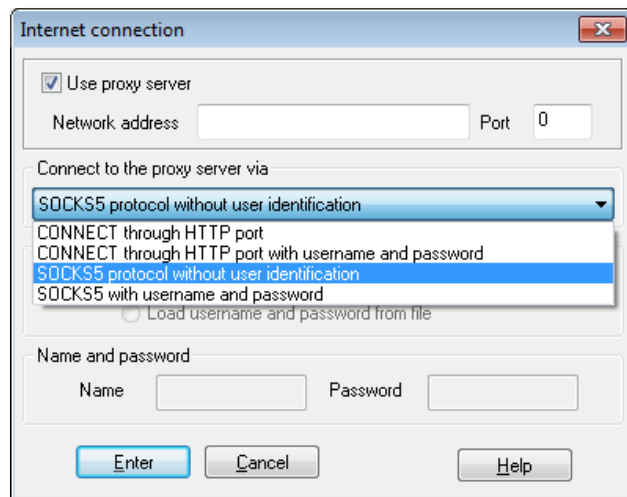 Internet connection
Use proxy server
Network address Port 0
Connect to the proxy server via
SOCKS5 protocol without user identification
CONNECT through HTTP port
CONNECT through HTTP port with username and password
SOCKS5 protocol without user identification
SOCKS5 with username and password
Load username and password from file
Name and password
Name Password
Enter Cancel Help